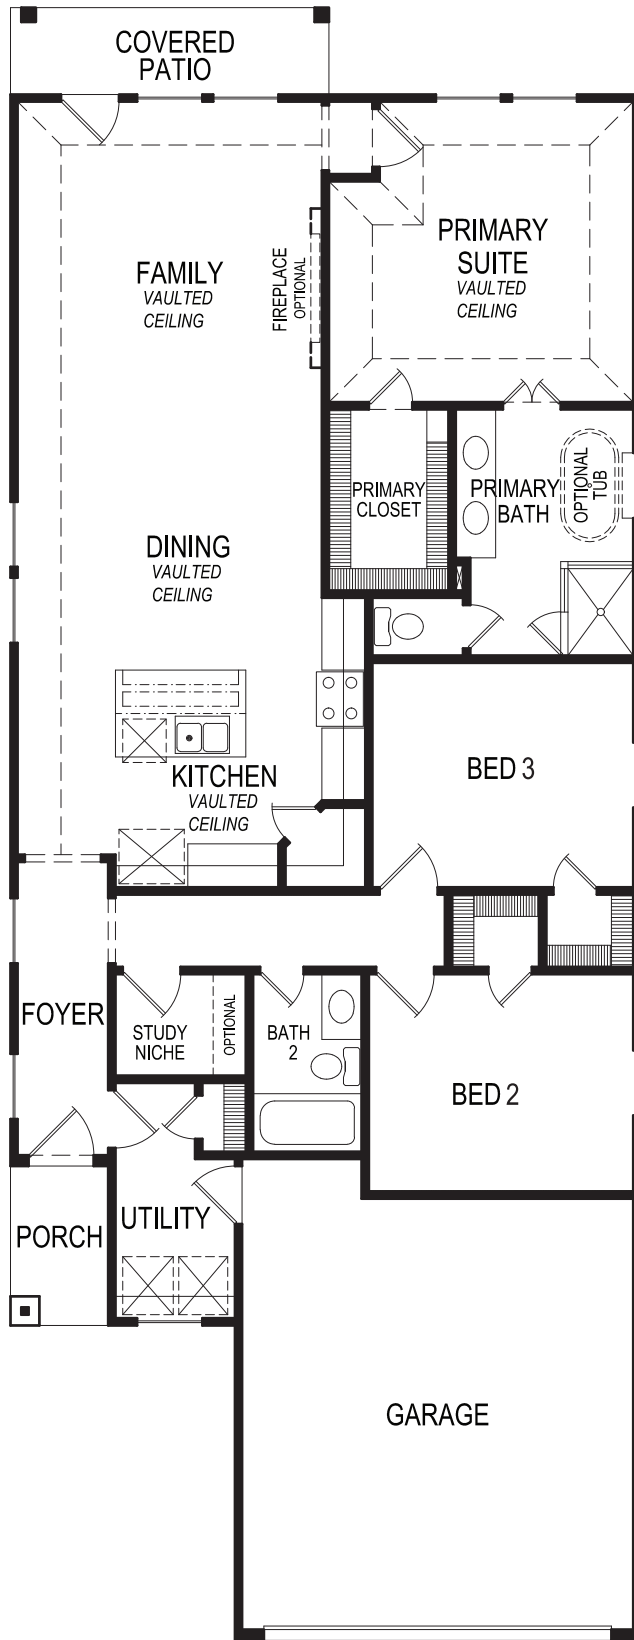 COVERED
PATIO
FAMILY
VAULTED
CEILING
FIREPLACE
OPTIONAL
PRIMARY
SUITE
VAULTED
CEILING
PRIMARY
CLOSET
PRIMARY
BATH
OPTIONAL
TUB
DINING
VAULTED
CEILING
KITCHEN
VAULTED
CEILING
BED 3
FOYER
STUDY
NICHE
OPTIONAL
BATH
2
BED 2
UTILITY
PORCH
GARAGE